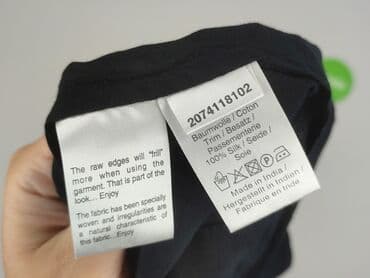 The raw edges will "frill"
more when using the
garment. That is part of the
look... Enjoy
The fabric has been specially
woven and irregularities are
a natural characteristic of
this fabric...Enjoy
2074118102
Baumwolle / Cotton
Trim / Besatz /
Passementerie
100% Silk / Seide /
Soie
Made in India /
Hergestellt in Indien /
Fabrique en Inde